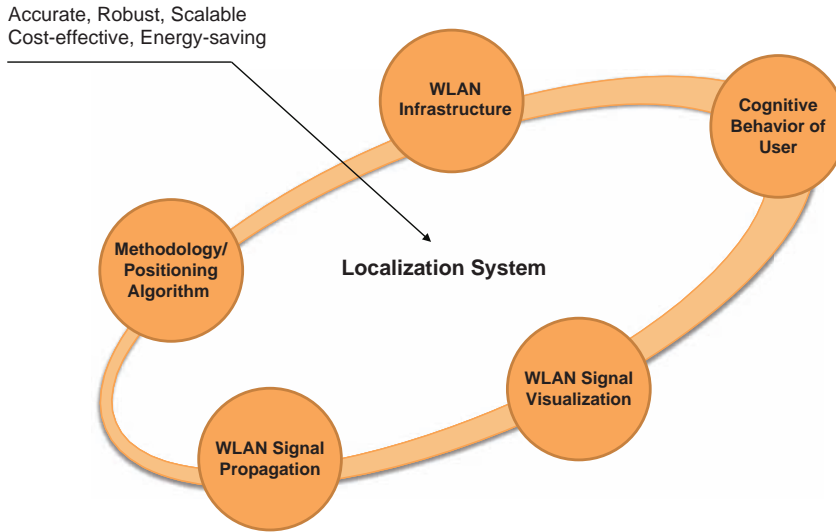 Accurate, Robust, Scalable
Cost-effective, Energy-saving
WLAN
Infrastructure
Cognitive
Behavior of
User
Methodology/
Positioning
Algorithm
Localization System
WLAN Signal
Visualization
WLAN Signal
Propagation